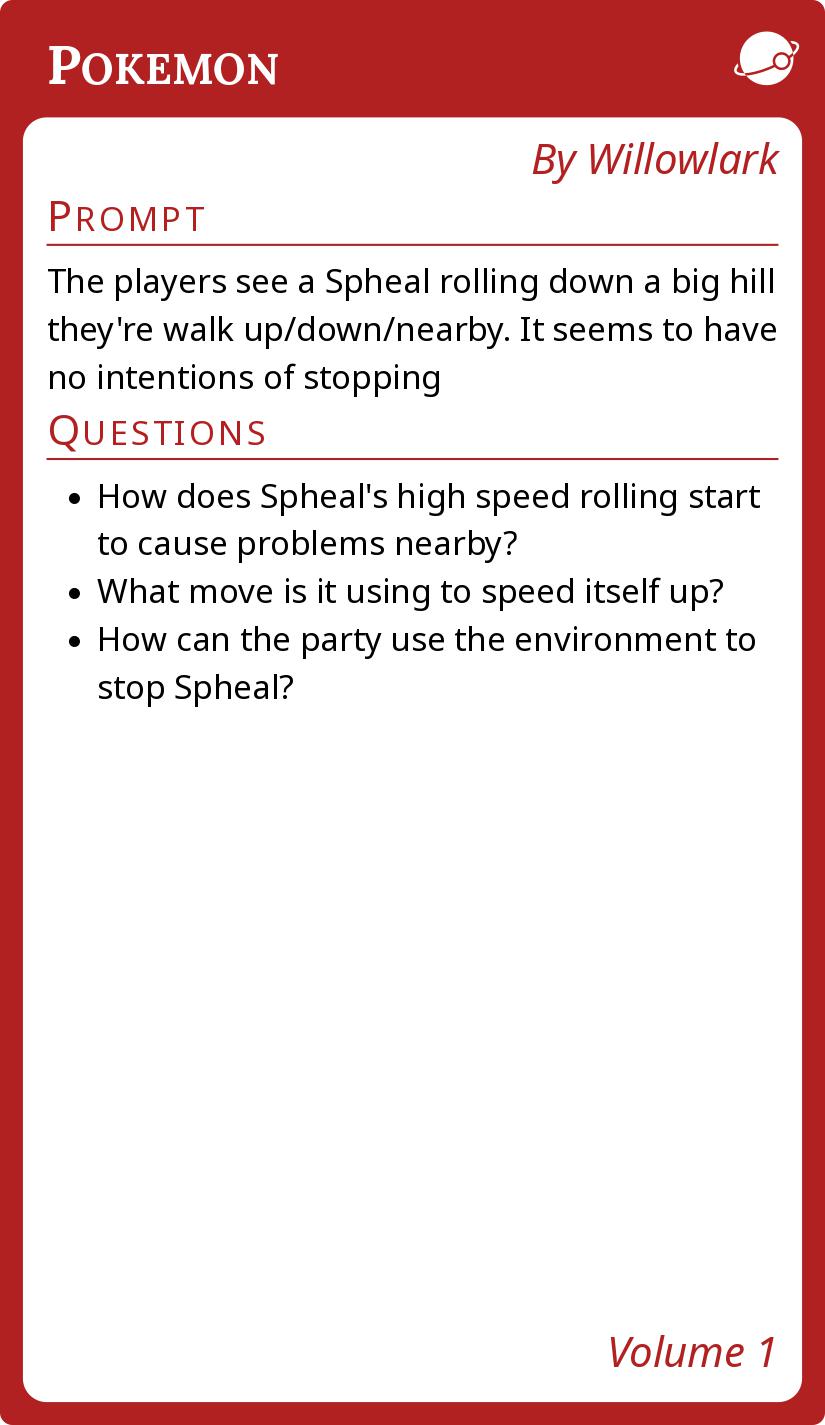 Pokemon
By Willowlark
Prompt
The players see a Spheal rolling down a big hill
they're walk up/down/nearby. It seems to have
no intentions of stopping
Questions
• How does Spheal's high speed rolling start
to cause problems nearby?
• What move is it using to speed itself up?
• How can the party use the environment to
stop Spheal?
Volume 1